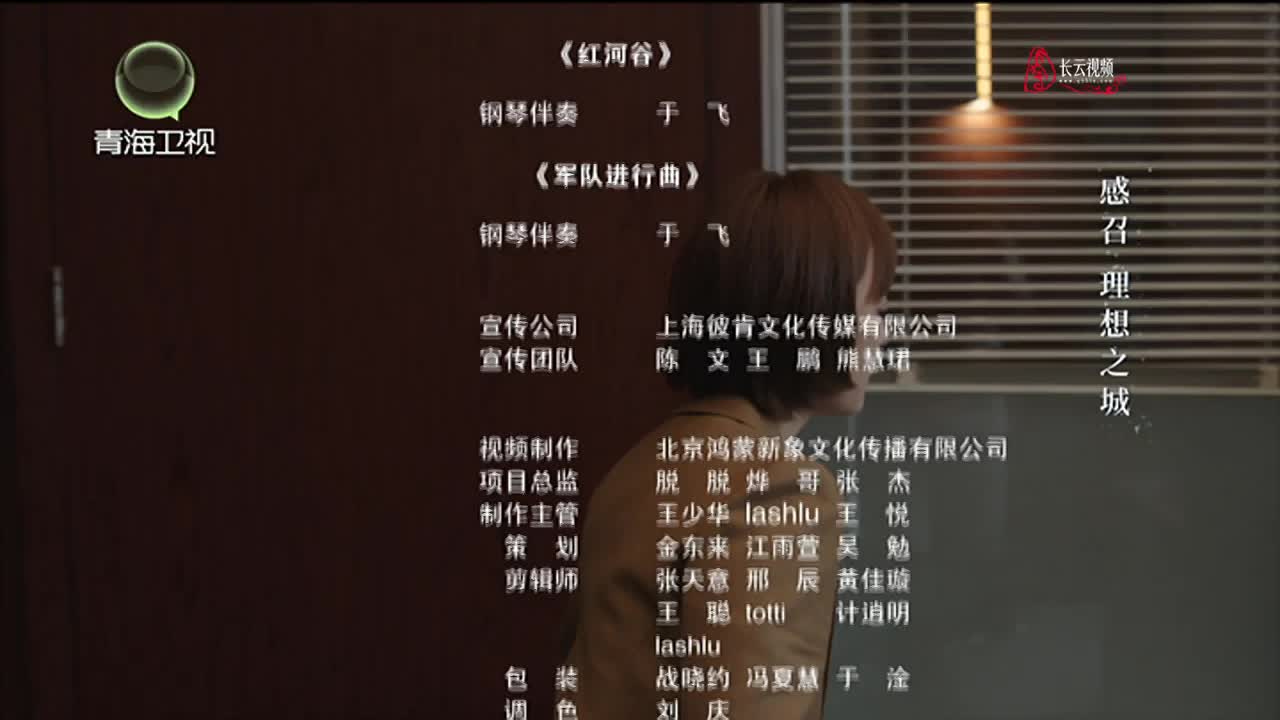 《红河谷》
钢琴伴奏 于 飞
《军队进行曲》
钢琴伴奏 于 飞
宣传公司 上海彼肯文化传媒有限公司
宣传团队 陈 文 王 鹏 熊慧珺
视频制作 北京鸿蒙新象文化传播有限公司
项目总监 脱 脱 烨 哥 张 杰
制作主管 王少华 lashlu 王 悦
策 划 金东来 江雨萱 吴 勉
剪辑师 张天意 邢 辰 黄佳璇
王 聪 totti 计逍明
lashlu
包 装 战晓约 冯夏慧 于 淦
调 色 刘 庆
青海卫视
长云视频
感召 理想之城